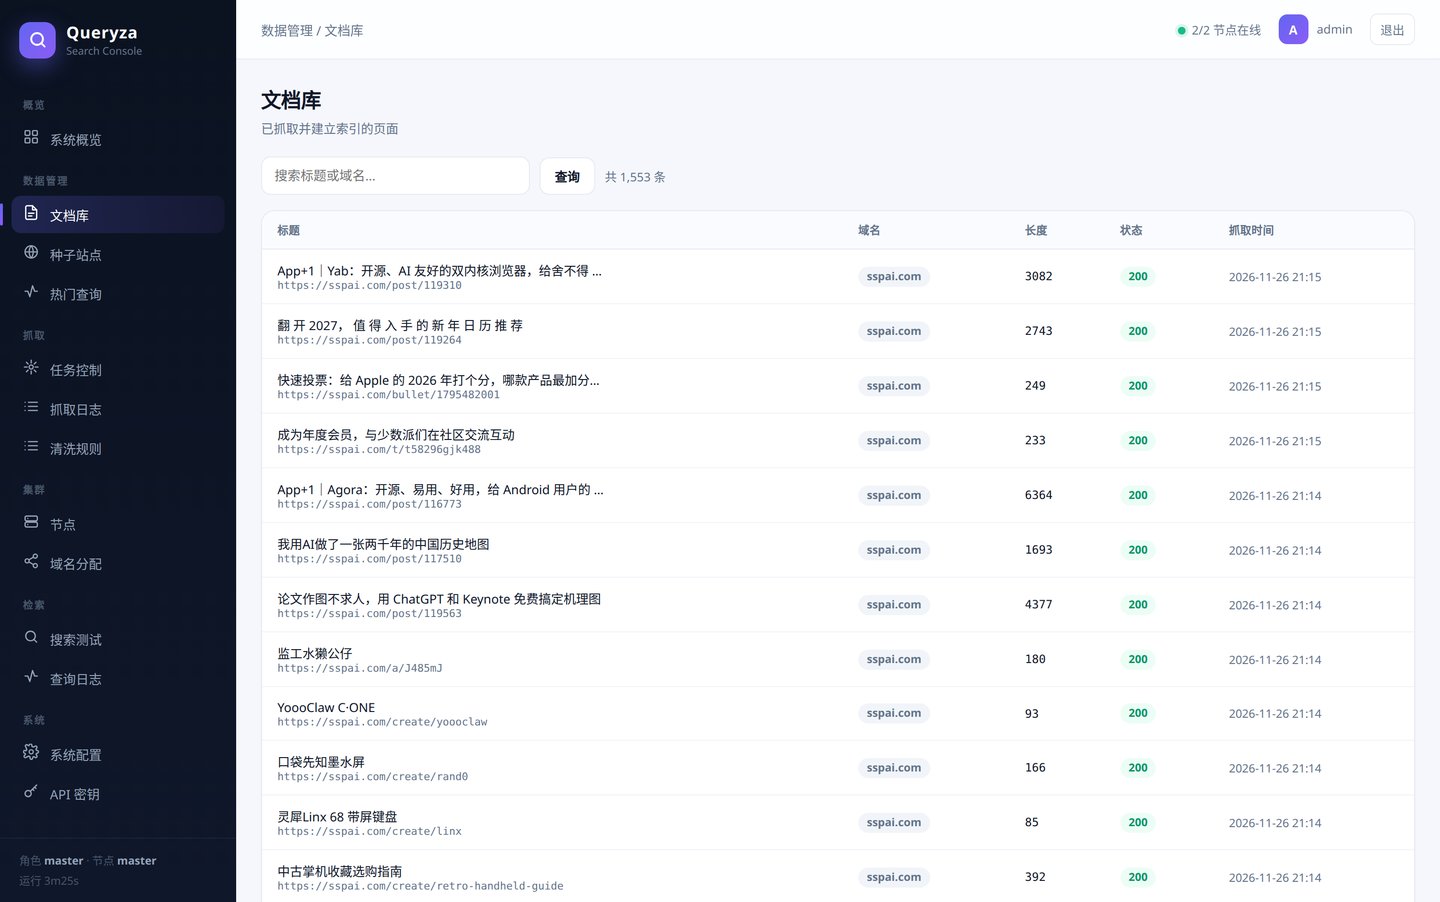 Queryza
Search Console
概览
系统概览
数据管理
文档库
种子站点
热门查询
抓取
任务控制
抓取日志
清洗规则
集群
节点
域名分配
检索
搜索测试
查询日志
系统
系统配置
API 密钥
角色 master · 节点 master
运行 3m25s
数据管理 / 文档库
2/2 节点在线
A
admin
退出
文档库
已抓取并建立索引的页面
搜索标题或域名...
查询
共 1,553 条
标题 域名 长度 状态 抓取时间
App+1｜Yab：开源、AI 友好的双内核浏览器，给舍不得 ...
https://sspai.com/post/119310
sspai.com 3082 200 2026-11-26 21:15
翻 开 2027， 值 得 入 手 的 新 年 日 历 推 荐
https://sspai.com/post/119264
sspai.com 2743 200 2026-11-26 21:15
快速投票：给 Apple 的 2026 年打个分，哪款产品最加分...
https://sspai.com/bullet/1795482001
sspai.com 249 200 2026-11-26 21:15
成为年度会员，与少数派们在社区交流互动
https://sspai.com/t/t58296gjk488
sspai.com 233 200 2026-11-26 21:15
App+1｜Agora：开源、易用、好用，给 Android 用户的 ...
https://sspai.com/post/116773
sspai.com 6364 200 2026-11-26 21:14
我用AI做了一张两千年的中国历史地图
https://sspai.com/post/117510
sspai.com 1693 200 2026-11-26 21:14
论文作图不求人，用 ChatGPT 和 Keynote 免费搞定机理图
https://sspai.com/post/119563
sspai.com 4377 200 2026-11-26 21:14
监工水獭公仔
https://sspai.com/a/J485mJ
sspai.com 180 200 2026-11-26 21:14
YoooClaw C·ONE
https://sspai.com/create/yoooclaw
sspai.com 93 200 2026-11-26 21:14
口袋先知墨水屏
https://sspai.com/create/rand0
sspai.com 166 200 2026-11-26 21:14
灵犀Linx 68 带屏键盘
https://sspai.com/create/linx
sspai.com 85 200 2026-11-26 21:14
中古掌机收藏选购指南
https://sspai.com/create/retro-handheld-guide
sspai.com 392 200 2026-11-26 21:14